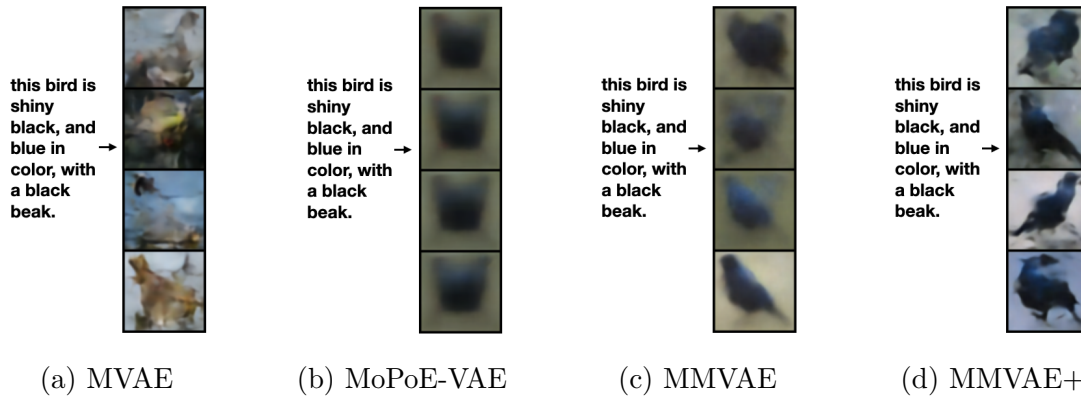 this bird is
shiny
black, and
blue in
color, with
a black
beak.
this bird is
shiny
black, and
blue in
color, with
a black
beak.
this bird is
shiny
black, and
blue in
color, with
a black
beak.
this bird is
shiny
black, and
blue in
color, with
a black
beak.
(a) MVAE
(b) MoPoE-VAE
(c) MMVAE
(d) MMVAE+